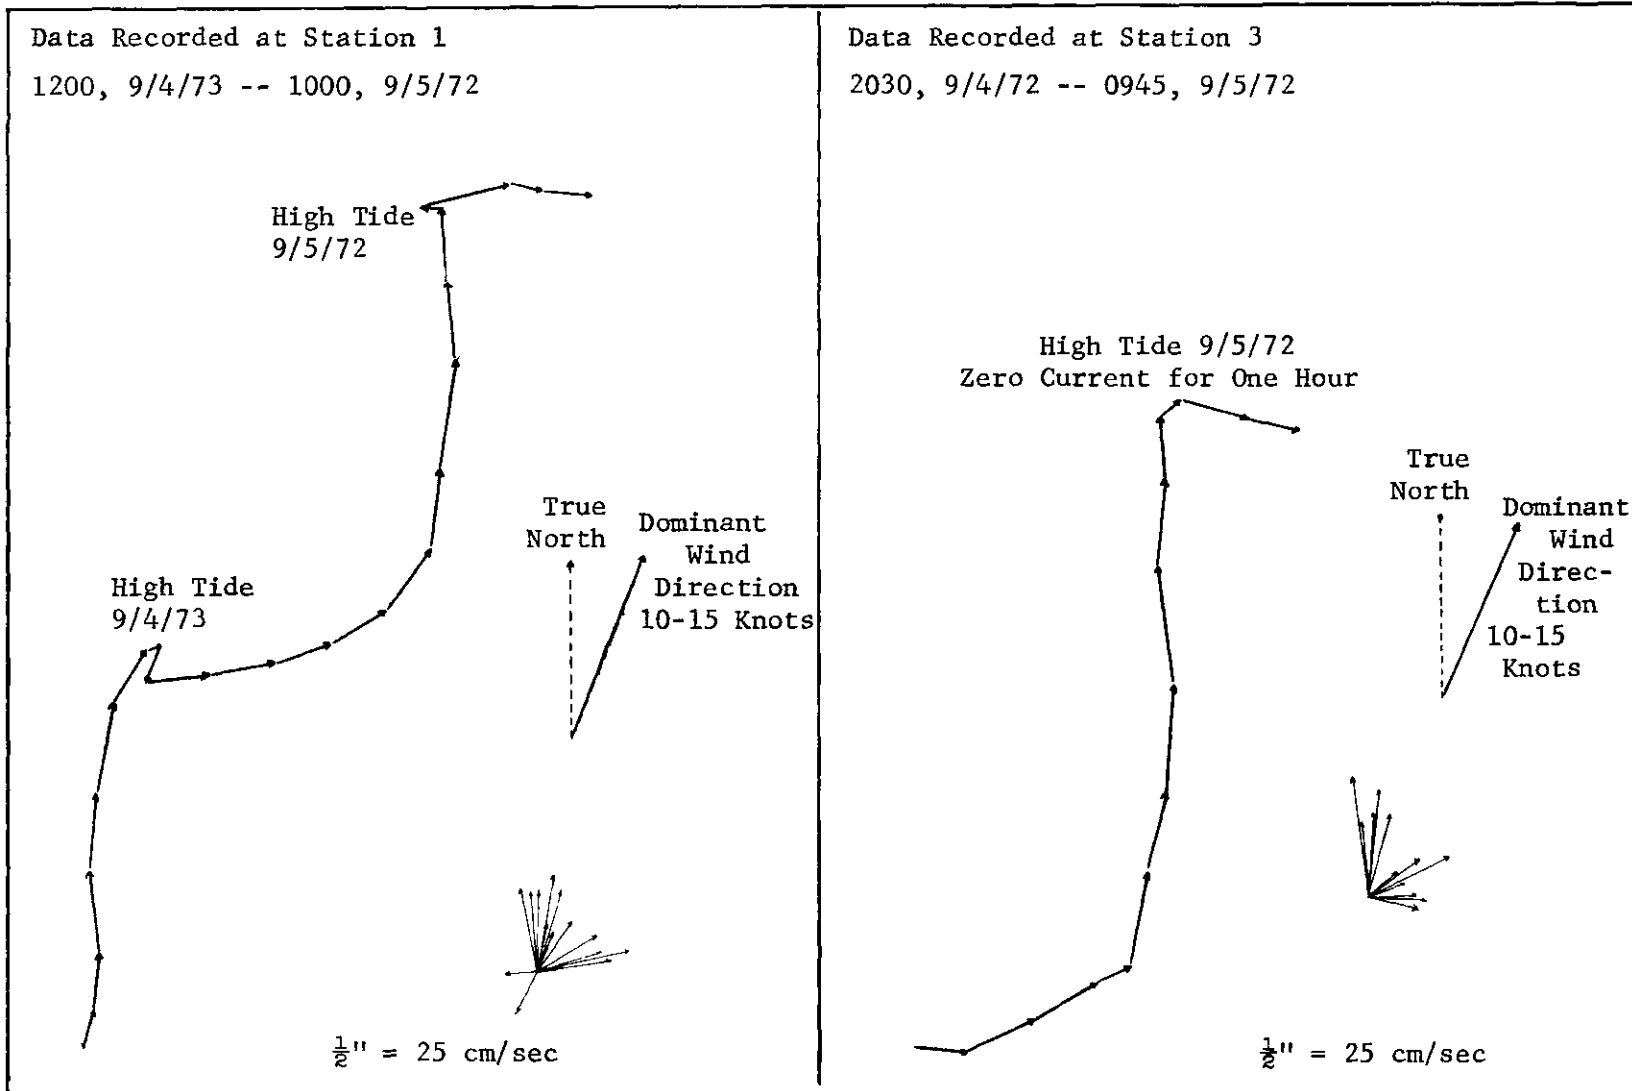 Data Recorded at Station 1
1200, 9/4/73 -- 1000, 9/5/72
High Tide
9/5/72
True
North
Dominant
Wind
Direction
10-15 Knots
High Tide
9/4/73
½" = 25 cm/sec
Data Recorded at Station 3
2030, 9/4/72 -- 0945, 9/5/72
High Tide 9/5/72
Zero Current for One Hour
True
North
Dominant
Wind
Direc-
tion
10-15
Knots
½" = 25 cm/sec